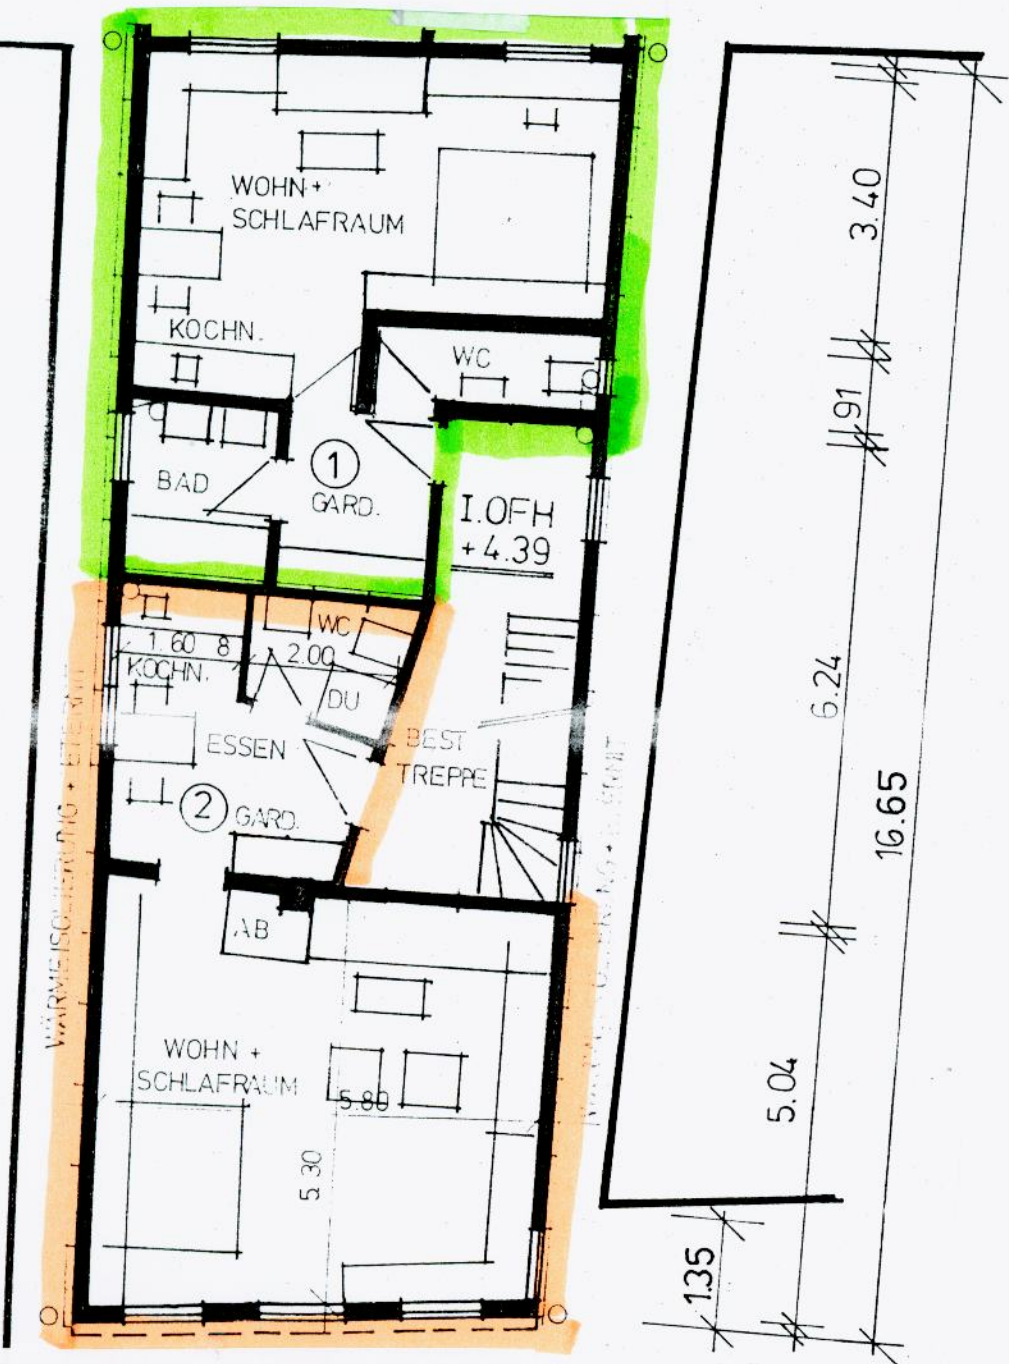 WOHN +
SCHLAFRAUM
KOCHN.
WC
BAD
1
GARD.
I.OFH
+ 4.39
WC
1.60 8 2.00
KOCHN.
DU
ESSEN
BEST
TREPPE
2
GARD.
AB
WOHN +
SCHLAFRAUM
5.80
5.30
WÄRMEISOLIERUNG + ETERNIT
3.40
91
6.24
16.65
5.04
1.35